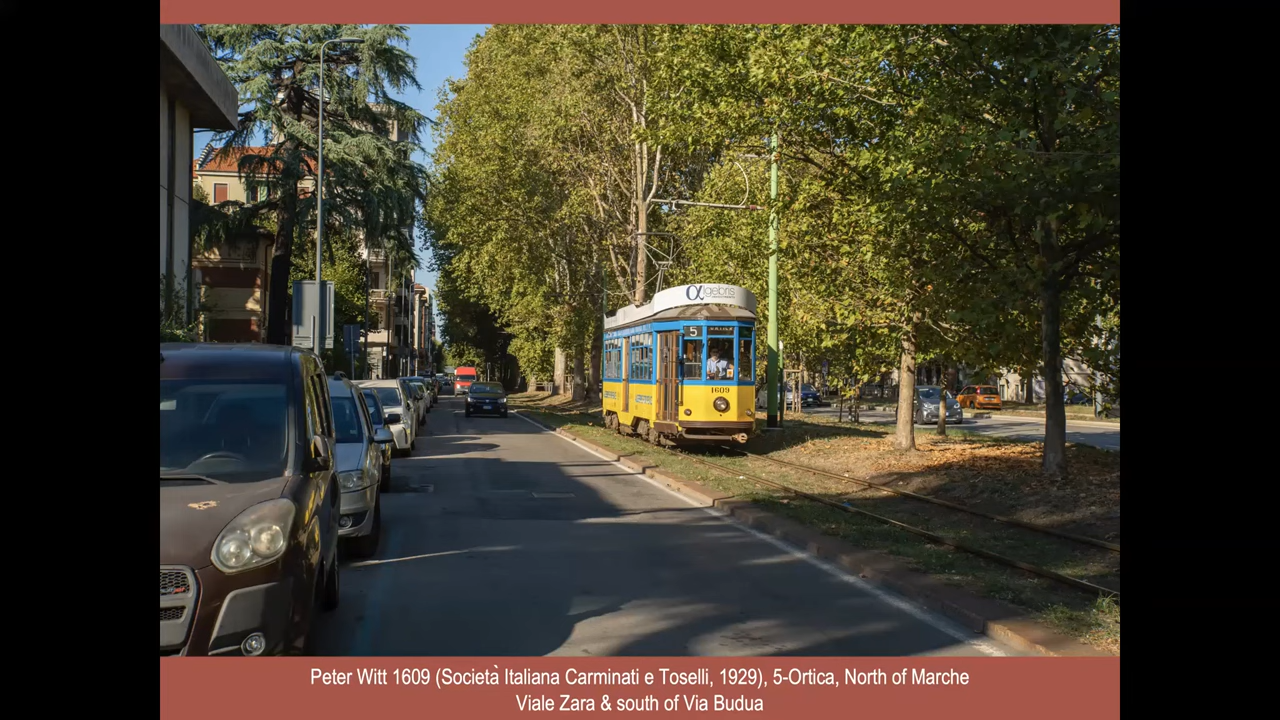 αlgebris
5
1609
Peter Witt 1609 (Società Italiana Carminati e Toselli, 1929), 5-Ortica, North of Marche
Viale Zara & south of Via Budua